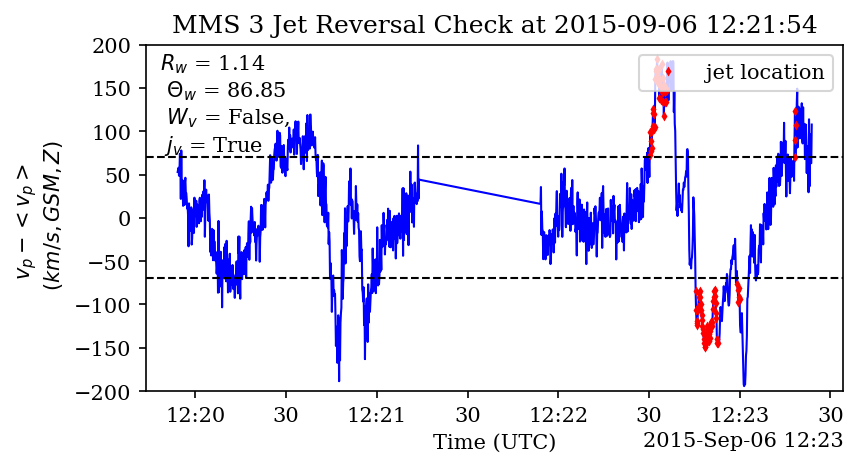 MMS 3 Jet Reversal Check at 2015-09-06 12:21:54
200
150
100
50
0
−50
−100
−150
−200
v_p − <v_p>
(km/s, GSM, Z)
R_w = 1.14
Θ_w = 86.85
W_v = False,
j_v = True
jet location
12:20 30 12:21 30 12:22 30 12:23 30
Time (UTC)
2015-Sep-06 12:23